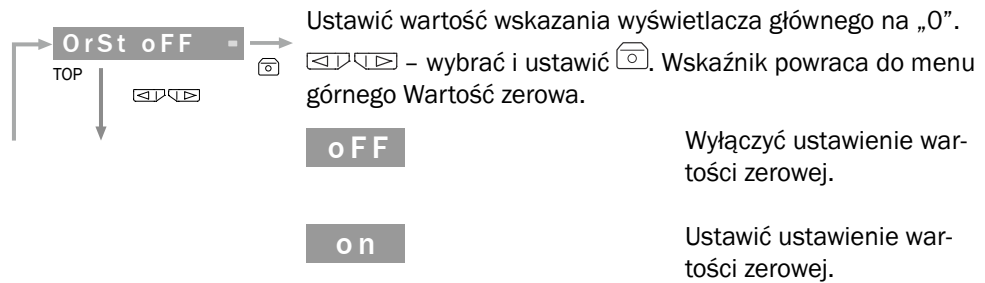 OrSt oFF
TOP
Ustawić wartość wskazania wyświetlacza głównego na „0”.
– wybrać i ustawić . Wskaźnik powraca do menu
górnego Wartość zerowa.
oFF
Wyłączyć ustawienie war-
tości zerowej.
on
Ustawić ustawienie war-
tości zerowej.